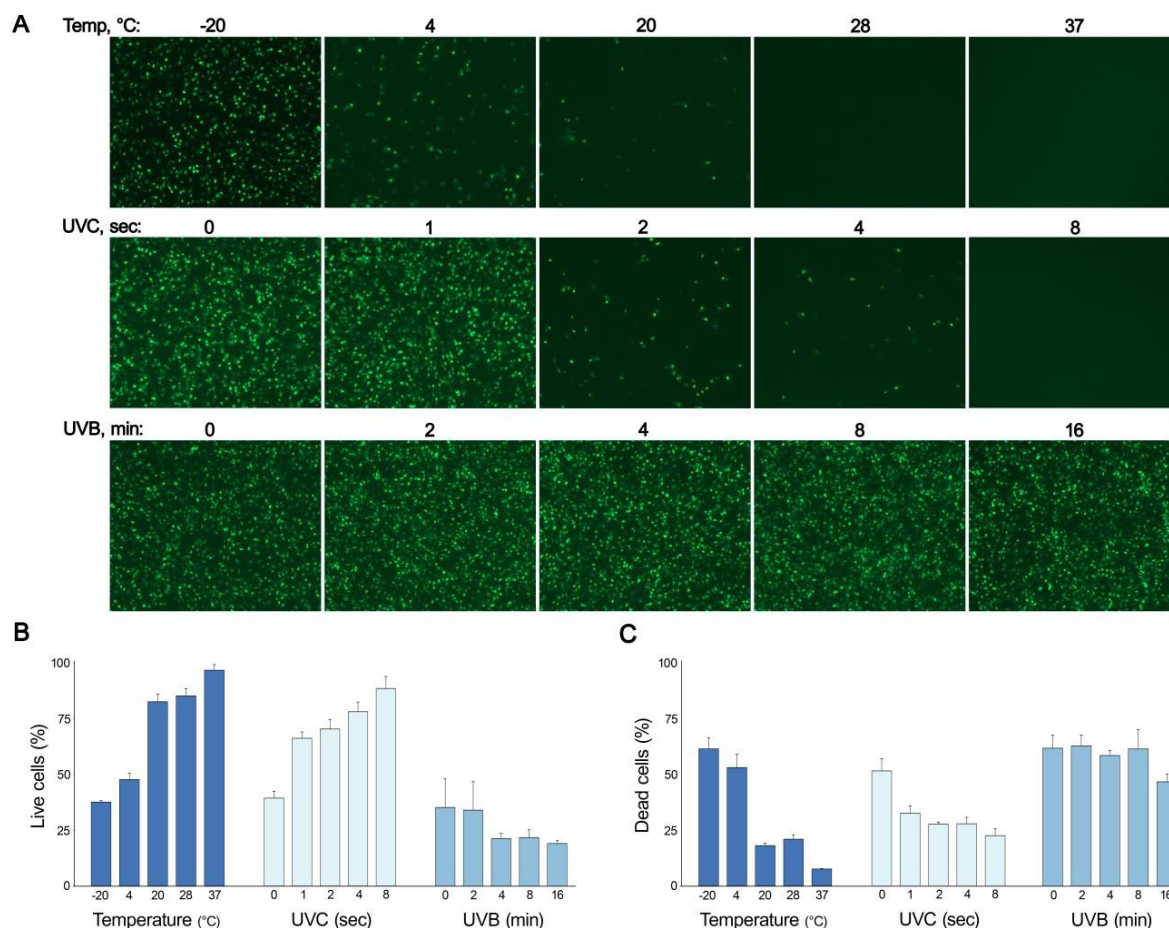 A
Temp, °C: -20 4 20 28 37
UVC, sec: 0 1 2 4 8
UVB, min: 0 2 4 8 16
B
100
75
50
25
0
Live cells (%)
-20 4 20 28 37
0 1 2 4 8
0 2 4 8 16
Temperature (°C)
UVC (sec)
UVB (min)
C
100
75
50
25
0
Dead cells (%)
-20 4 20 28 37
0 1 2 4 8
0 2 4 8 16
Temperature (°C)
UVC (sec)
UVB (min)